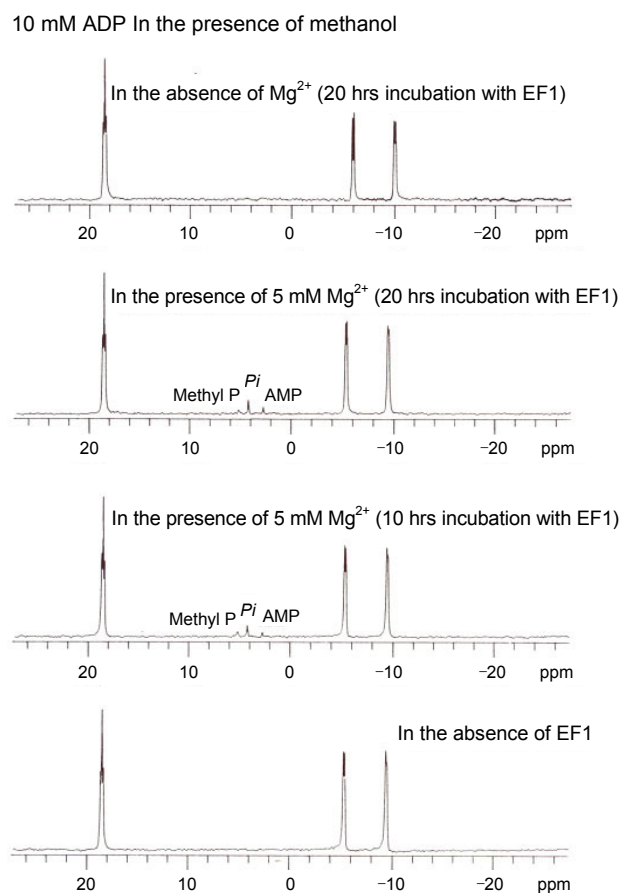 10 mM ADP In the presence of methanol
In the absence of Mg²⁺ (20 hrs incubation with EF1)
20 10 0 −10 −20 ppm
In the presence of 5 mM Mg²⁺ (20 hrs incubation with EF1)
Methyl P Pi AMP
20 10 0 −10 −20 ppm
In the presence of 5 mM Mg²⁺ (10 hrs incubation with EF1)
Methyl P Pi AMP
20 10 0 −10 −20 ppm
In the absence of EF1
20 10 0 −10 −20 ppm